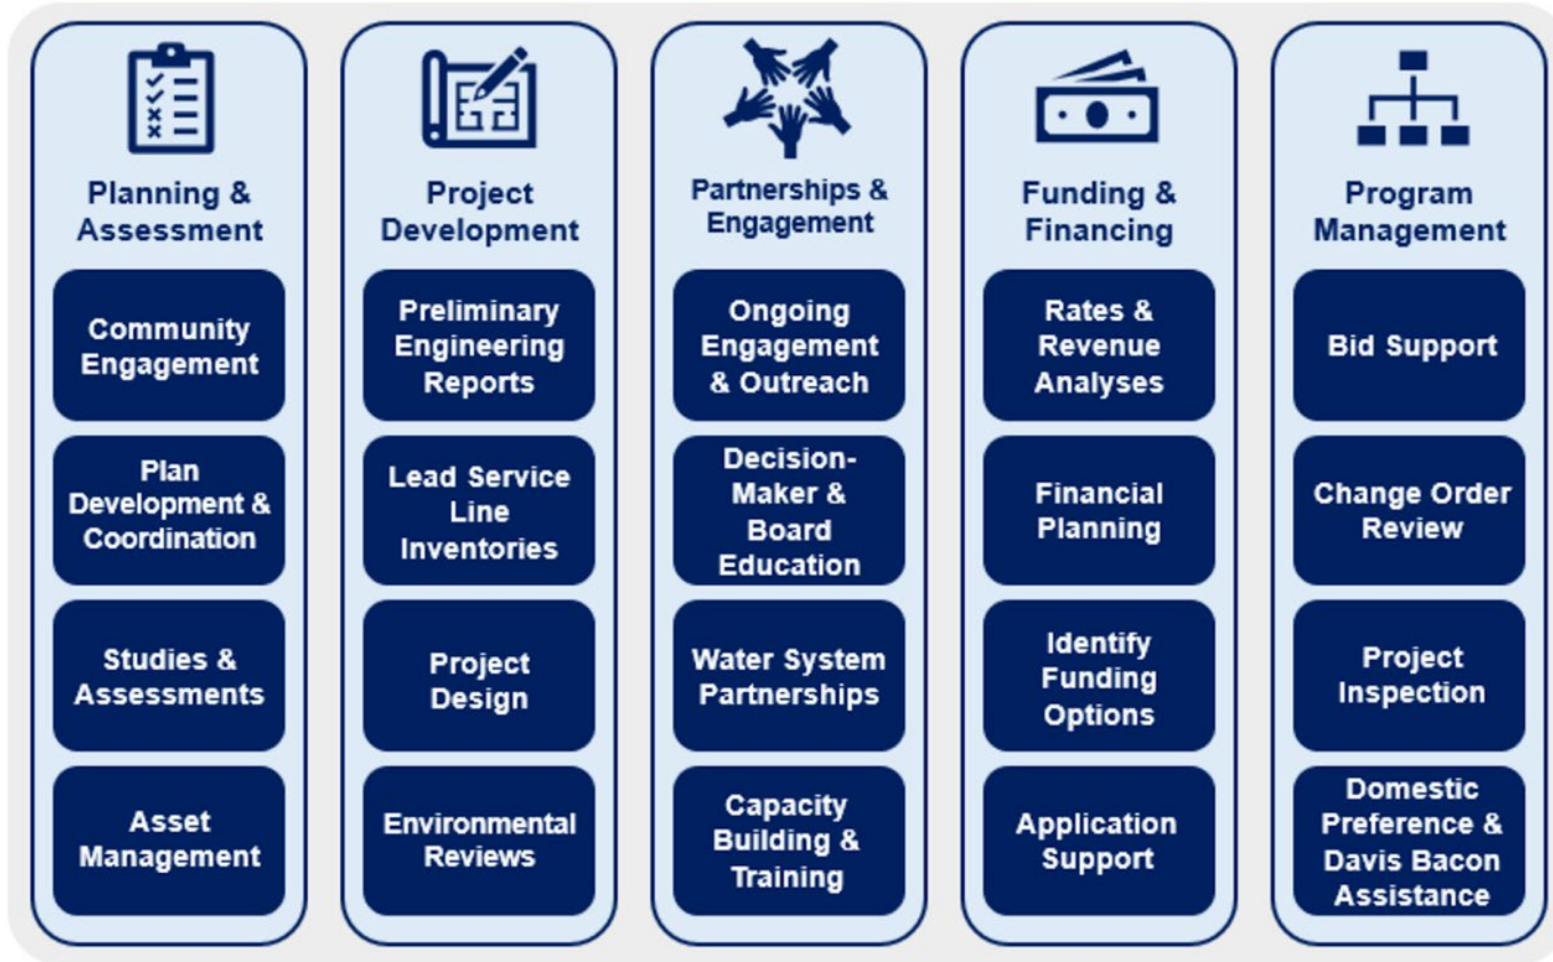 Planning &
Assessment
Community
Engagement
Plan
Development &
Coordination
Studies &
Assessments
Asset
Management
Project
Development
Preliminary
Engineering
Reports
Lead Service
Line
Inventories
Project
Design
Environmental
Reviews
Partnerships &
Engagement
Ongoing
Engagement
& Outreach
Decision-
Maker &
Board
Education
Water System
Partnerships
Capacity
Building &
Training
Funding &
Financing
Rates &
Revenue
Analyses
Financial
Planning
Identify
Funding
Options
Application
Support
Program
Management
Bid Support
Change Order
Review
Project
Inspection
Domestic
Preference &
Davis Bacon
Assistance